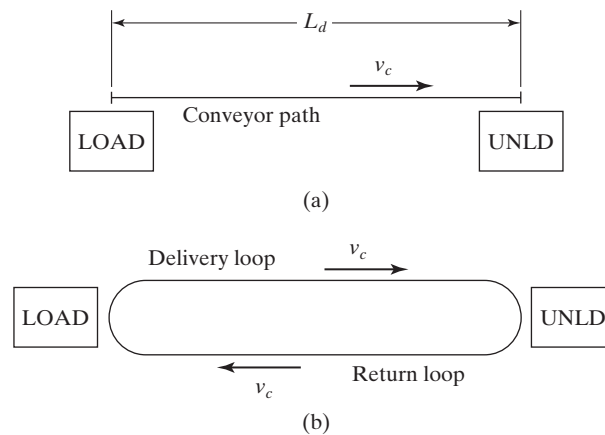 L_d
v_c
Conveyor path
LOAD
UNLD
(a)
Delivery loop
v_c
LOAD
UNLD
v_c
Return loop
(b)